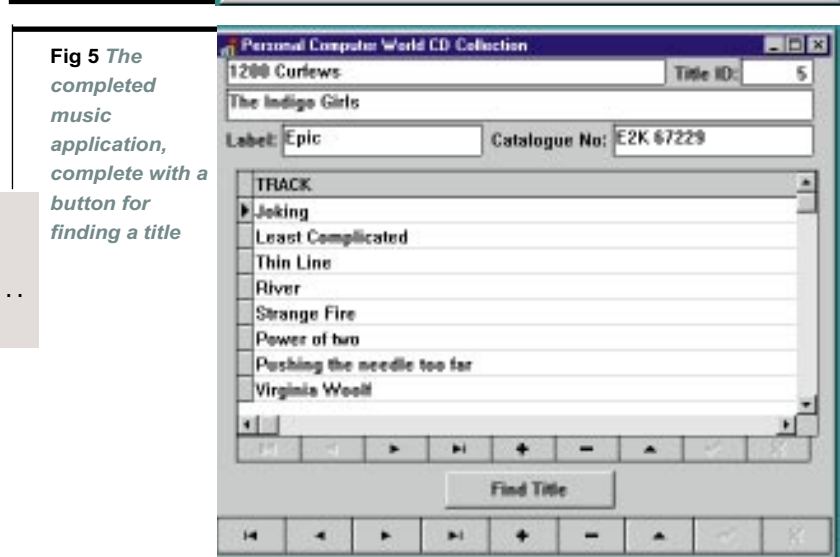 Fig 5 The
completed
music
application,
complete with a
button for
finding a title
Personal Computer World CD Collection
1200 Curfews Title ID: 5
The Indigo Girls
Label: Epic Catalogue No: E2K 67229
TRACK
Joking
Least Complicated
Thin Line
River
Strange Fire
Power of two
Pushing the needle too far
Virginia Woolf
Find Title
. .